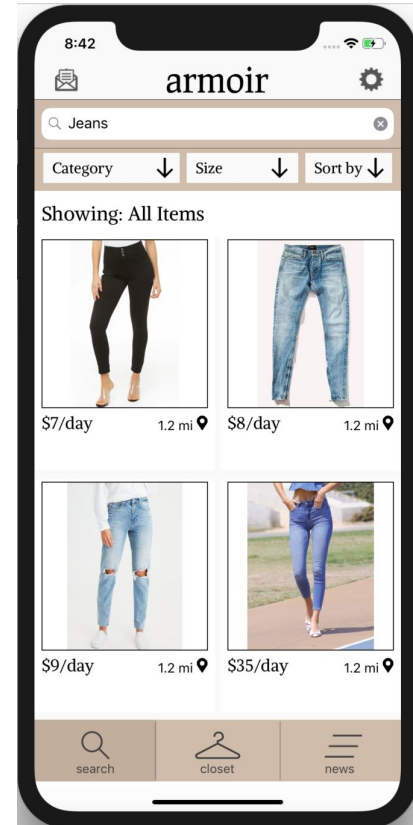 8:42
armoir
Jeans
Category Size Sort by
Showing: All Items
$7/day 1.2 mi $8/day 1.2 mi
$9/day 1.2 mi $35/day 1.2 mi
search closet news